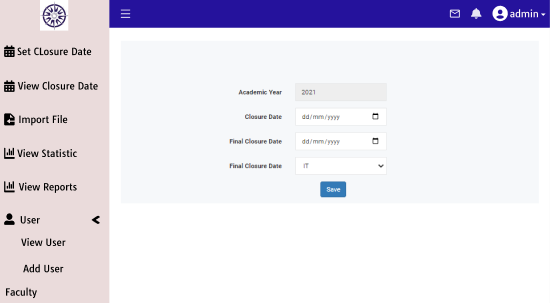 admin
Set CLosure Date
View Closure Date
Import File
View Statistic
View Reports
User
View User
Add User
Faculty
Academic Year 2021
Closure Date dd/mm/yyyy
Final Closure Date dd/mm/yyyy
Final Closure Date IT
Save